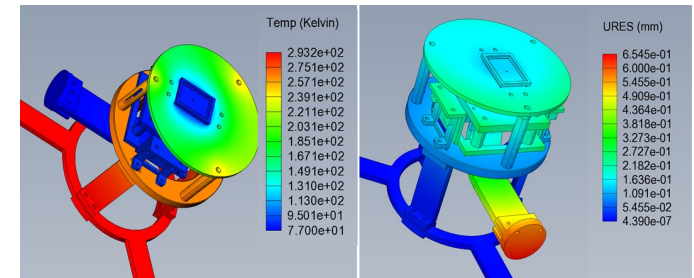 Temp (Kelvin)
2.932e+02
2.751e+02
2.571e+02
2.391e+02
2.211e+02
2.031e+02
1.851e+02
1.671e+02
1.491e+02
1.310e+02
1.130e+02
9.501e+01
7.700e+01
URES (mm)
6.545e-01
6.000e-01
5.455e-01
4.909e-01
4.364e-01
3.818e-01
3.273e-01
2.727e-01
2.182e-01
1.636e-01
1.091e-01
5.455e-02
4.390e-07